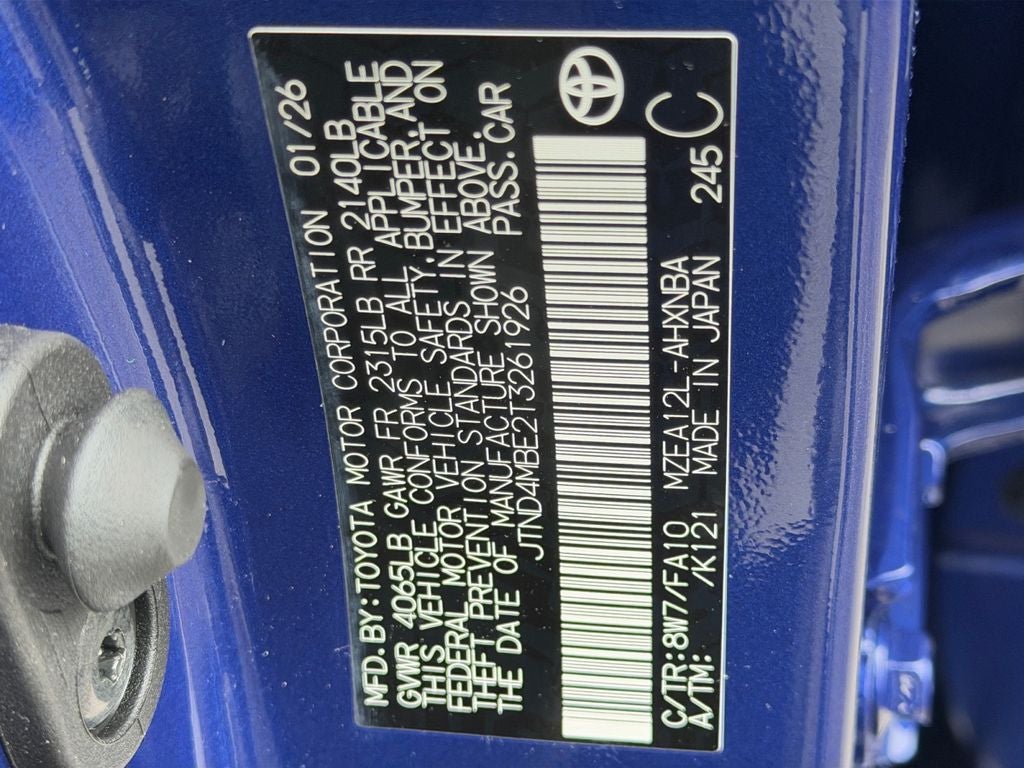 MFD.BY:TOYOTA MOTOR CORPORATION 01/26
GVWR 4065LB GAWR FR 2315LB RR 2140LB
THIS VEHICLE CONFORMS TO ALL APPLICABLE
FEDERAL MOTOR VEHICLE SAFETY,BUMPER,AND
THEFT PREVENTION STANDARDS IN EFFECT ON
THE DATE OF MANUFACTURE SHOWN ABOVE.
JTND4MBE2T3261926 PASS.CAR
C/TR:8W7/FA10 MZEA12L-AHXNBA
A/TM: /K121 MADE IN JAPAN 245 C